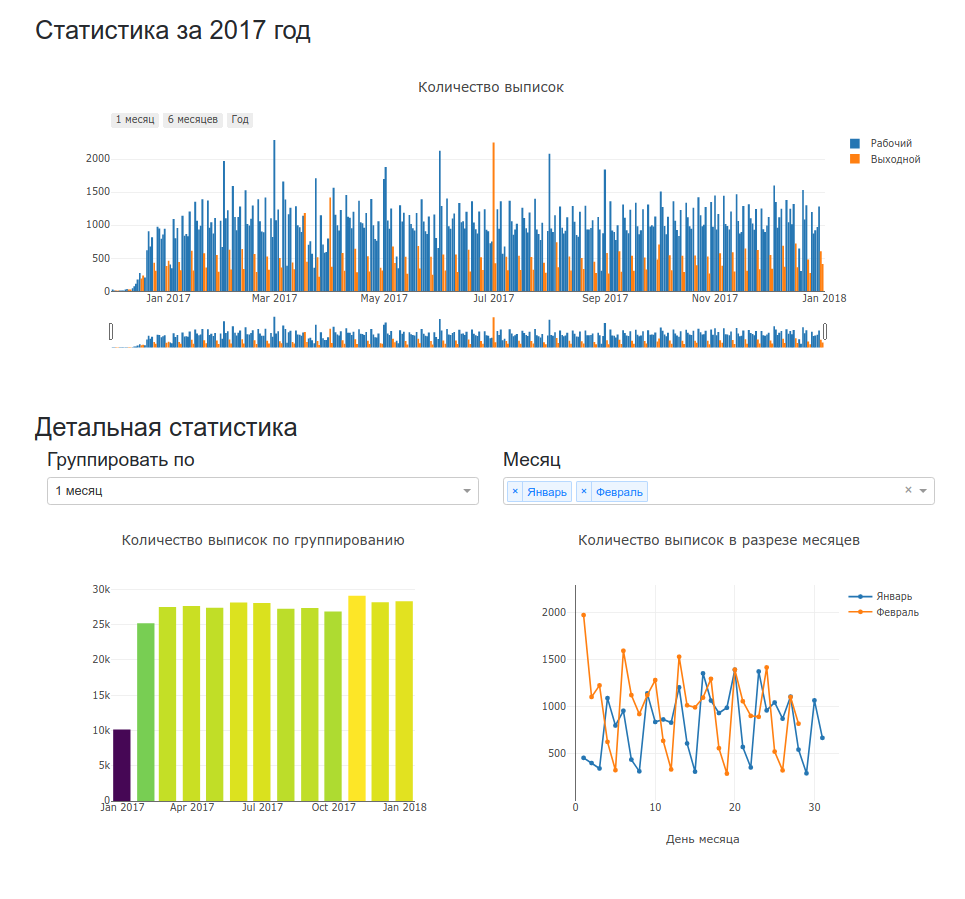 Статистика за 2017 год
Количество выписок
1 месяц 6 месяцев Год
2000
1500
1000
500
0
Jan 2017 Mar 2017 May 2017 Jul 2017 Sep 2017 Nov 2017 Jan 2018
Рабочий
Выходной
Детальная статистика
Группировать по
1 месяц
Месяц
× Январь × Февраль ×
Количество выписок по группированию
30k
25k
20k
15k
10k
5k
0
Jan 2017 Apr 2017 Jul 2017 Oct 2017 Jan 2018
Количество выписок в разрезе месяцев
2000
1500
1000
500
0 10 20 30
День месяца
Январь
Февраль